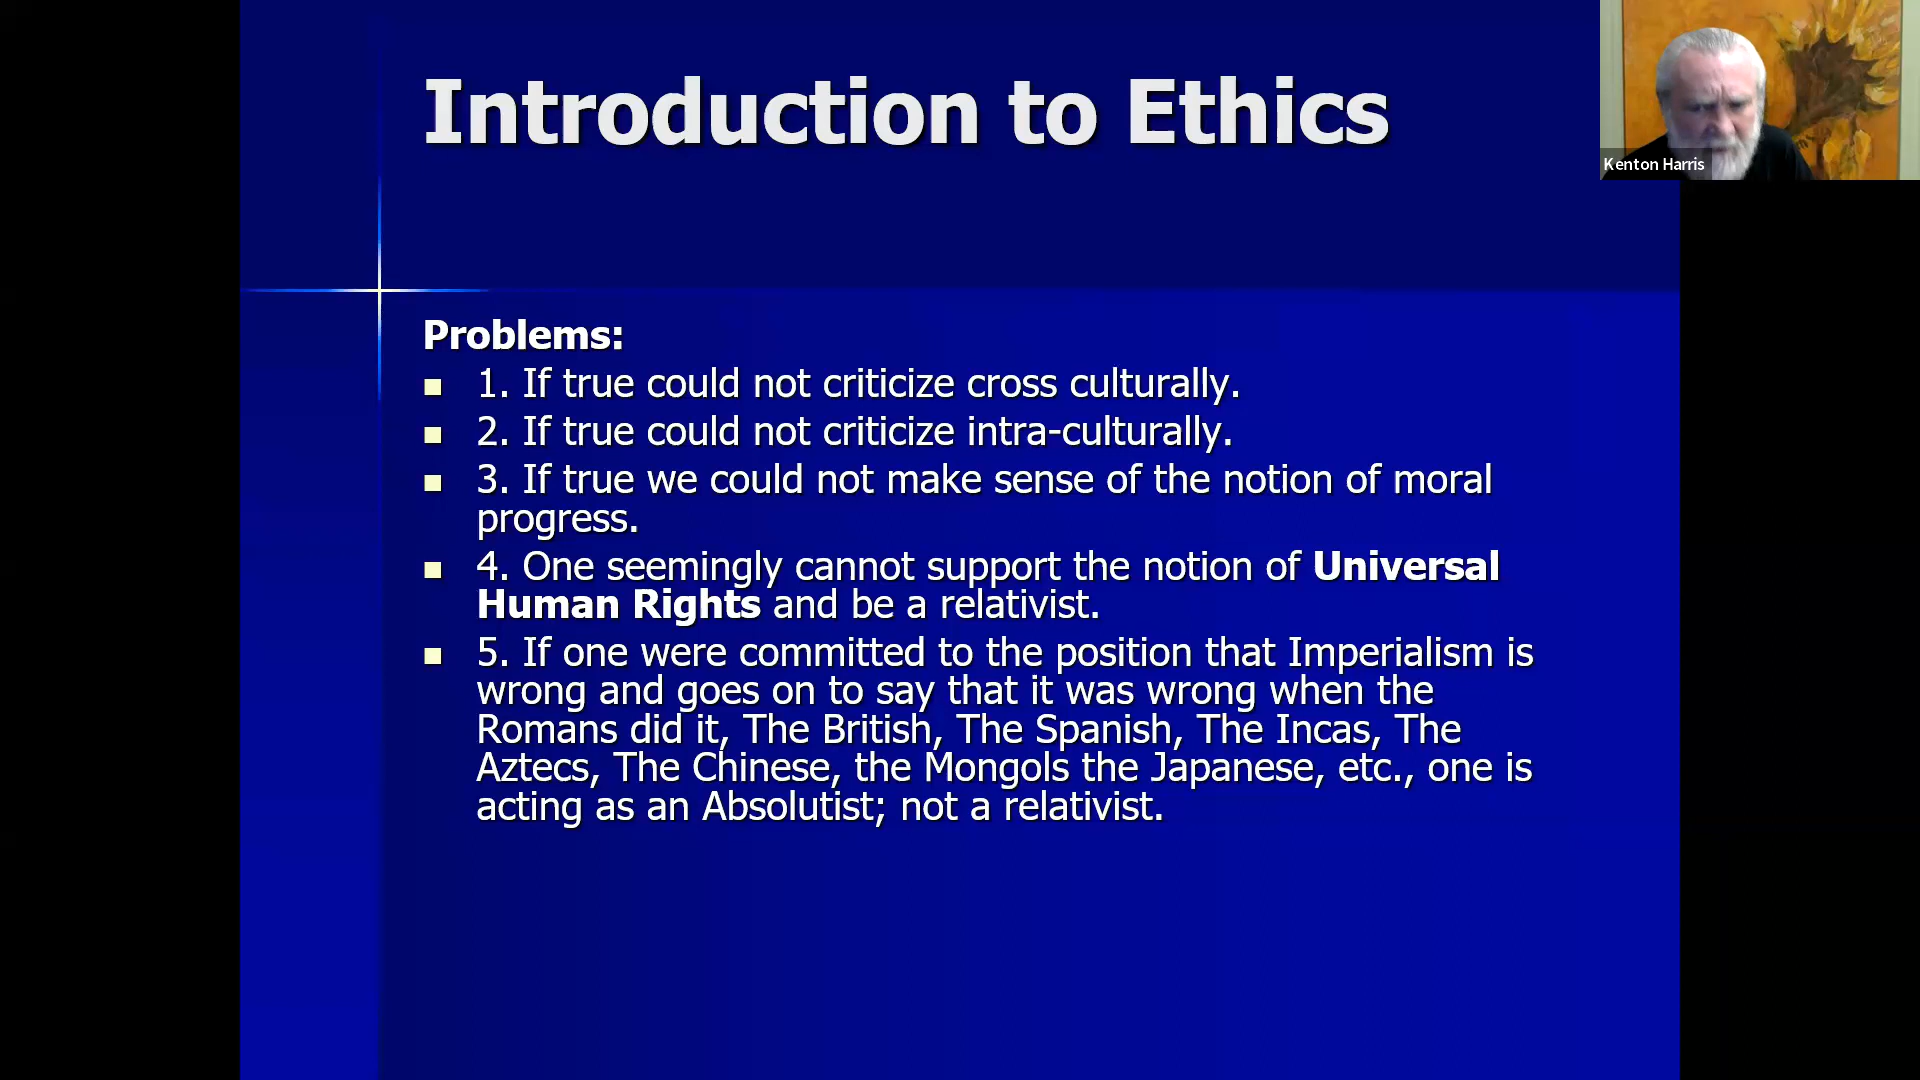 Introduction to Ethics
Kenton Harris
Problems:
1. If true could not criticize cross culturally.
2. If true could not criticize intra-culturally.
3. If true we could not make sense of the notion of moral
progress.
4. One seemingly cannot support the notion of Universal
Human Rights and be a relativist.
5. If one were committed to the position that Imperialism is
wrong and goes on to say that it was wrong when the
Romans did it, The British, The Spanish, The Incas, The
Aztecs, The Chinese, the Mongols the Japanese, etc., one is
acting as an Absolutist; not a relativist.